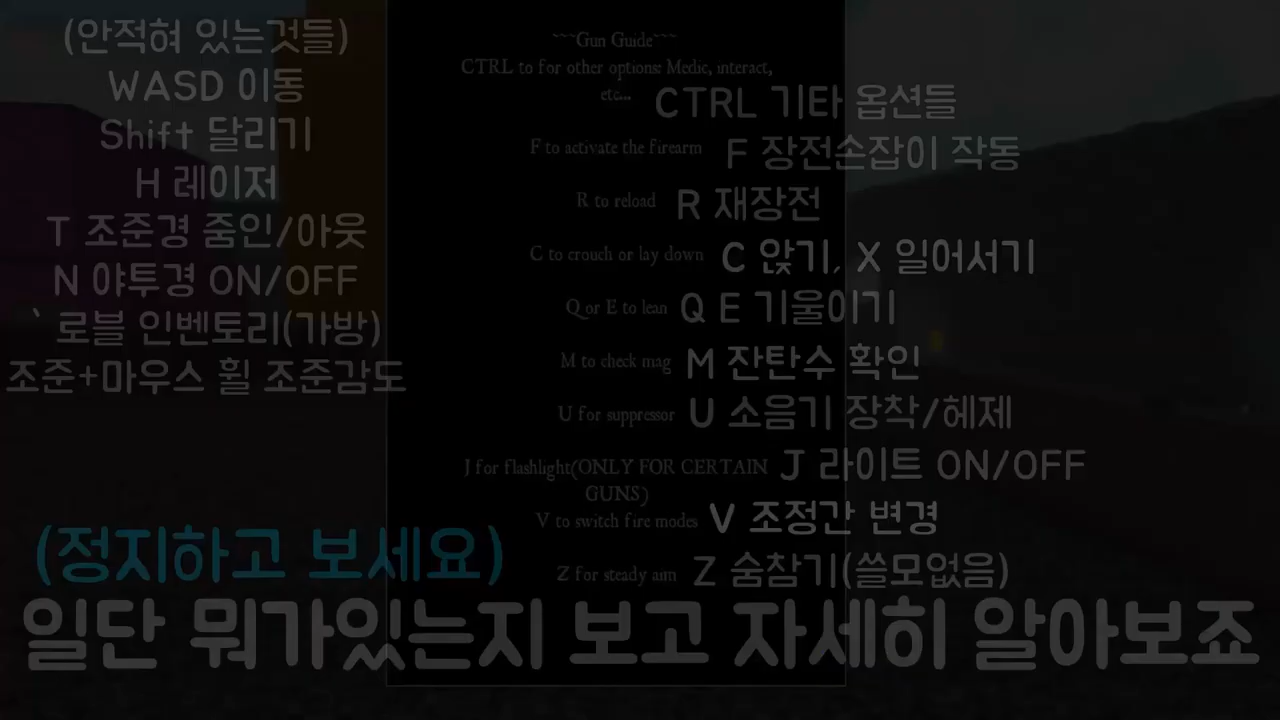 (안적혀 있는것들)
WASD 이동
Shift 달리기
H 레이저
T 조준경 줌인/아웃
N 야투경 ON/OFF
` 로블 인벤토리(가방)
조준+마우스 휠 조준감도
~~~Gun Guide~~~
CTRL to for other options: Medic, interact,
etc...
CTRL 기타 옵션들
F to activate the firearm
F 장전손잡이 작동
R to reload
R 재장전
C to crouch or lay down
C 앉기, X 일어서기
Q or E to lean
Q E 기울이기
M to check mag
M 잔탄수 확인
U for suppressor
U 소음기 장착/헤제
J for flashlight(ONLY FOR CERTAIN
GUNS)
J 라이트 ON/OFF
V to switch fire modes
V 조정간 변경
Z for steady aim
Z 숨참기(쓸모없음)
(정지하고 보세요)
일단 뭐가있는지 보고 자세히 알아보죠